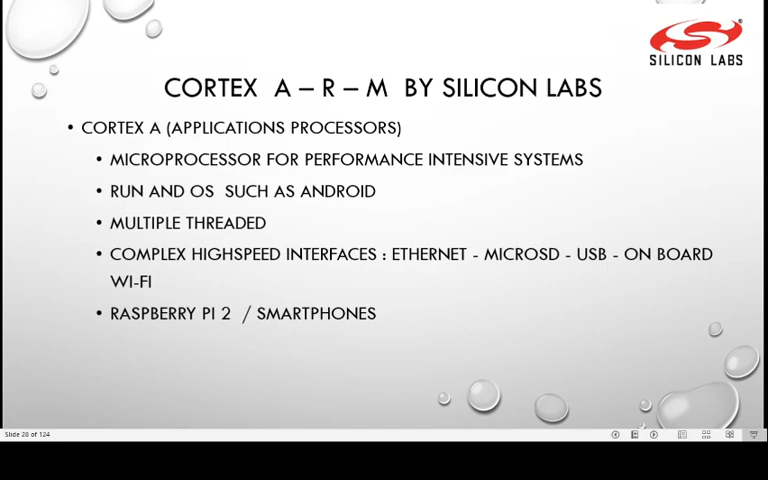 SILICON LABS
CORTEX A – R – M BY SILICON LABS
• CORTEX A (APPLICATIONS PROCESSORS)
• MICROPROCESSOR FOR PERFORMANCE INTENSIVE SYSTEMS
• RUN AND OS SUCH AS ANDROID
• MULTIPLE THREADED
• COMPLEX HIGHSPEED INTERFACES : ETHERNET - MICROSD - USB - ON BOARD
WI-FI
• RASPBERRY PI 2 / SMARTPHONES
Slide 28 of 124